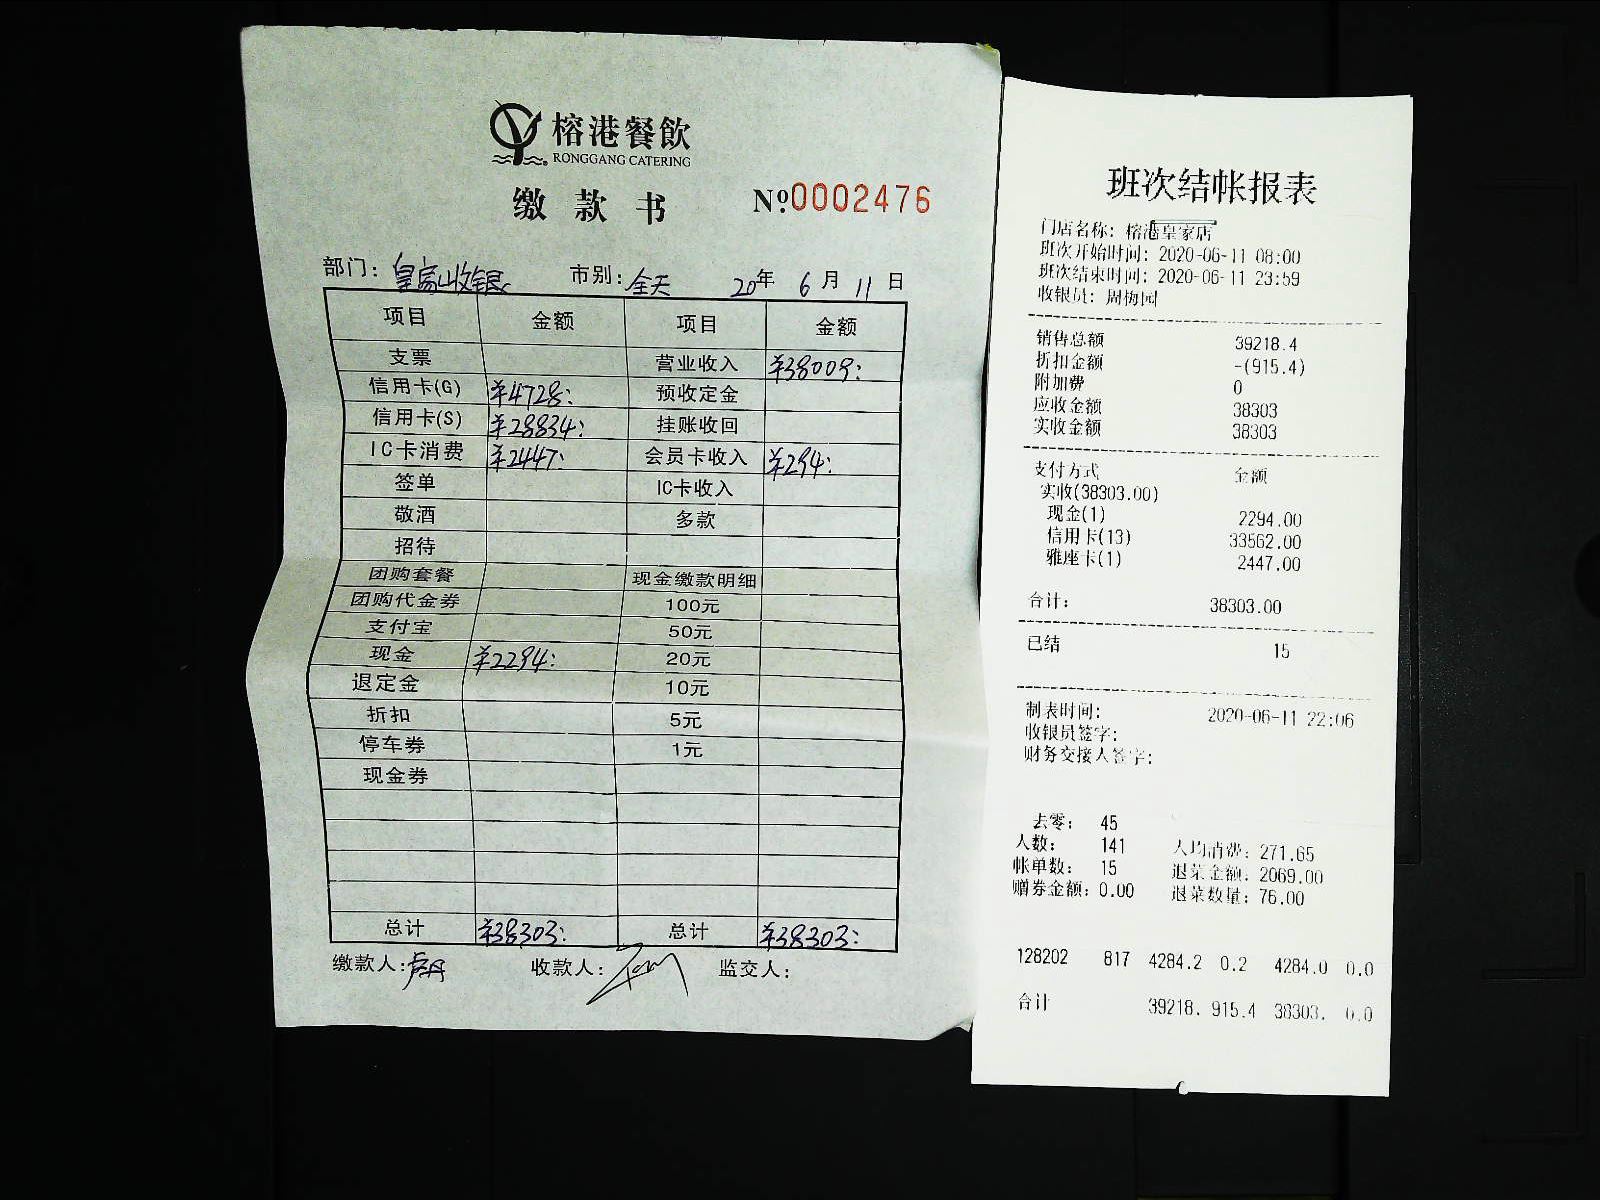 榕港餐飲
RONGGANG CATERING
缴款书 №0002476
部门：皇家收银 市别：全天 20年 6月 11日
项目 金额 项目 金额
支票 营业收入 ¥38009:
信用卡(G) ¥4728: 预收定金
信用卡(S) ¥28834: 挂账收回
IC卡消费 ¥2447: 会员卡收入 ¥294:
签单 IC卡收入
敬酒 多款
招待
团购套餐 现金缴款明细
团购代金券 100元
支付宝 50元
现金 ¥2294: 20元
退定金 10元
折扣 5元
停车券 1元
现金券
总计 ¥38303: 总计 ¥38303:
缴款人： 收款人： 监交人：
班次结帐报表
门店名称：榕港皇家店
班次开始时间：2020-06-11 08:00
班次结束时间：2020-06-11 23:59
收银员：周梅园
销售总额 39218.4
折扣金额 -(915.4)
附加费 0
应收金额 38303
实收金额 38303
支付方式 金额
实收(38303.00)
现金(1) 2294.00
信用卡(13) 33562.00
雅座卡(1) 2447.00
合计： 38303.00
已结 15
制表时间： 2020-06-11 22:06
收银员签字：
财务交接人签字：
去零： 45
人数： 141 人均消费：271.65
帐单数： 15 退菜金额：2069.00
赠券金额：0.00 退菜数量：76.00
128202 817 4284.2 0.2 4284.0 0.0
合计 39218. 915.4 38303. 0.0